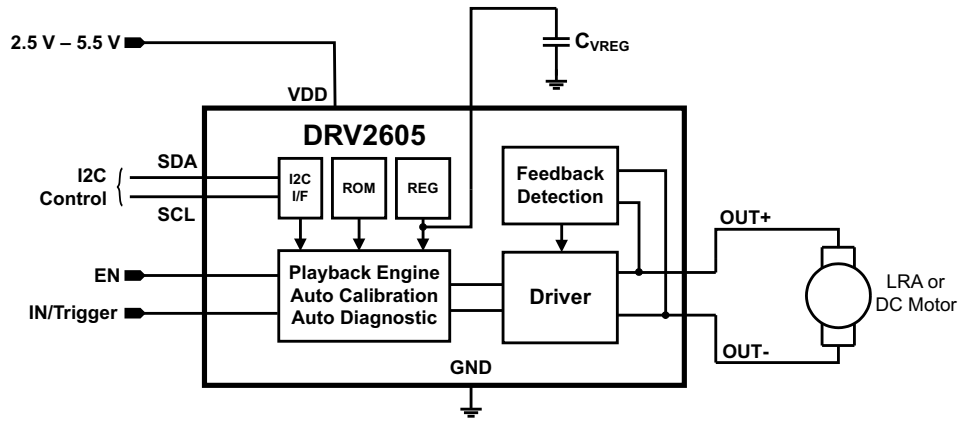 2.5 V – 5.5 V
CVREG
VDD
DRV2605
I2C
Control
SDA
SCL
I2C
I/F
ROM
REG
Feedback
Detection
OUT+
EN
IN/Trigger
Playback Engine
Auto Calibration
Auto Diagnostic
Driver
LRA or
DC Motor
OUT-
GND